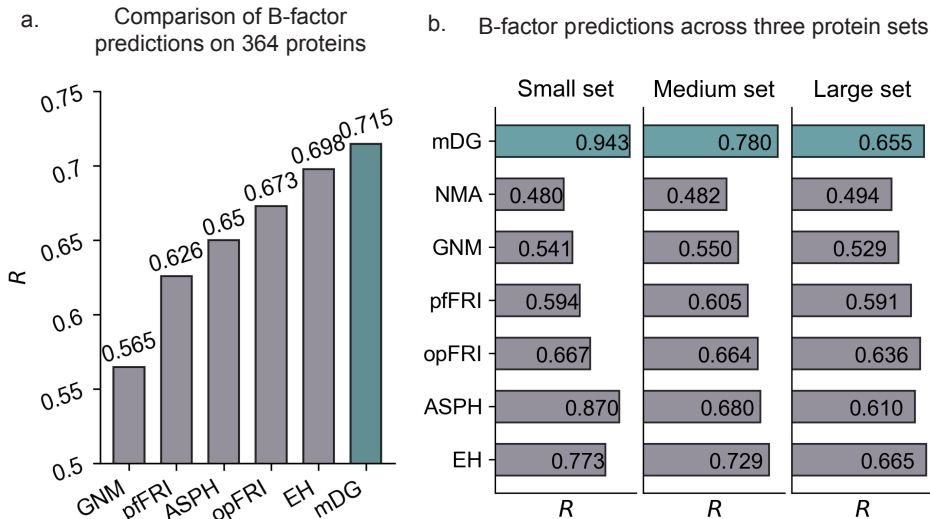 a.
Comparison of B-factor
predictions on 364 proteins
R
0.75
0.7
0.65
0.6
0.55
0.5
0.565
0.626
0.65
0.673
0.698
0.715
GNM
pfFRI
ASPH
opFRI
EH
mDG
b.
B-factor predictions across three protein sets
Small set Medium set Large set
mDG 0.943 0.780 0.655
NMA 0.480 0.482 0.494
GNM 0.541 0.550 0.529
pfFRI 0.594 0.605 0.591
opFRI 0.667 0.664 0.636
ASPH 0.870 0.680 0.610
EH 0.773 0.729 0.665
R R R